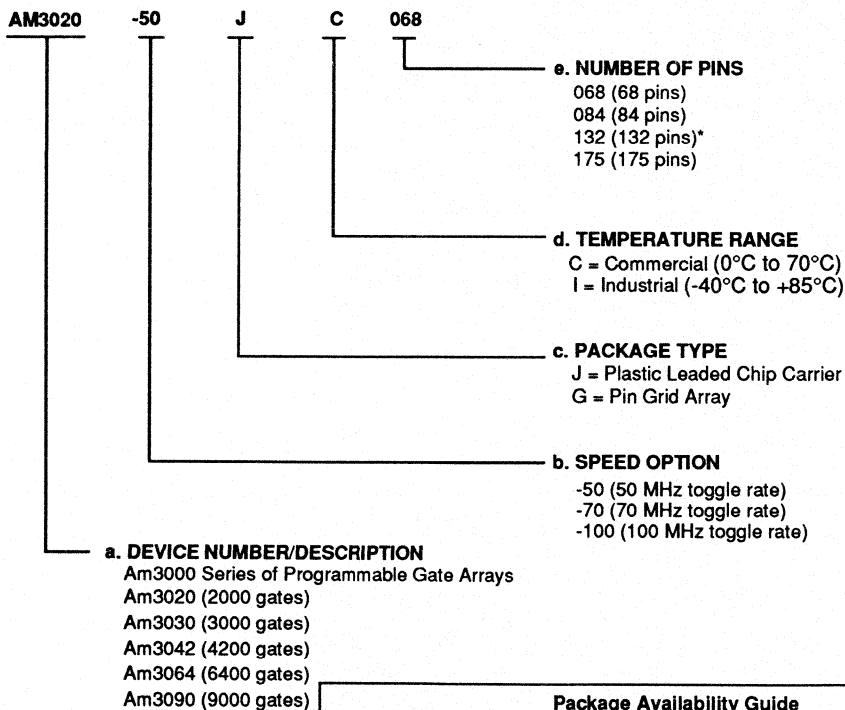 AM3020 -50 J C 068
e. NUMBER OF PINS
068 (68 pins)
084 (84 pins)
132 (132 pins)*
175 (175 pins)
d. TEMPERATURE RANGE
C = Commercial (0°C to 70°C)
I = Industrial (-40°C to +85°C)
c. PACKAGE TYPE
J = Plastic Leaded Chip Carrier
G = Pin Grid Array
b. SPEED OPTION
-50 (50 MHz toggle rate)
-70 (70 MHz toggle rate)
-100 (100 MHz toggle rate)
a. DEVICE NUMBER/DESCRIPTION
Am3000 Series of Programmable Gate Arrays
Am3020 (2000 gates)
Am3030 (3000 gates)
Am3042 (4200 gates)
Am3064 (6400 gates)
Am3090 (9000 gates)
Package Availability Guide